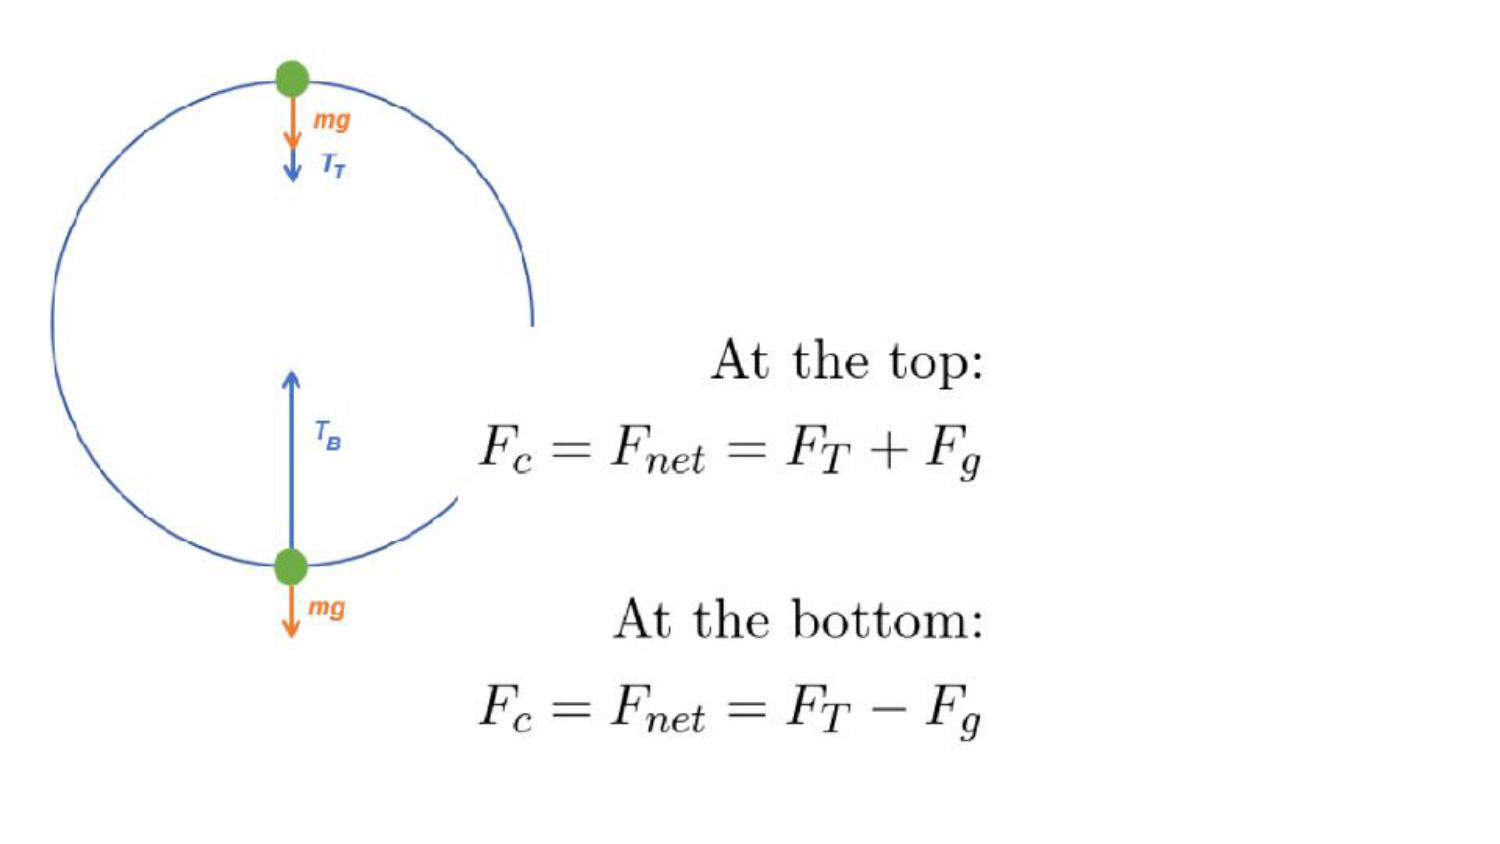 mg
T_T
T_B
mg
At the top:
F_c = F_{net} = F_T + F_g
At the bottom:
F_c = F_{net} = F_T − F_g